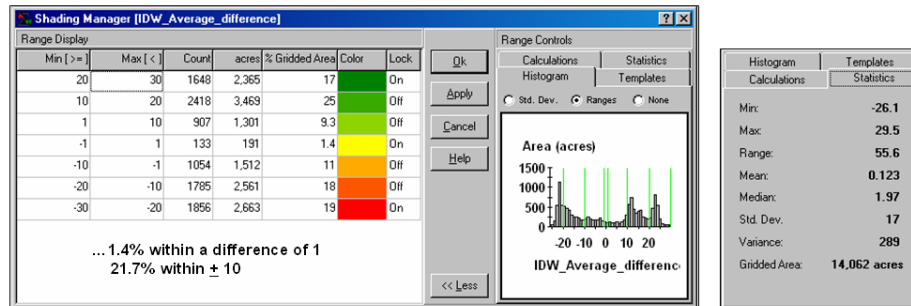 Shading Manager [IDW_Average_difference]
Range Display
Min [ >= ] Max [ < ] Count acres % Gridded Area Color Lock
20 30 1648 2,365 17 On
10 20 2418 3,469 25 Off
1 10 907 1,301 9.3 Off
-1 1 133 191 1.4 On
-10 -1 1054 1,512 11 Off
-20 -10 1785 2,561 18 Off
-30 -20 1856 2,663 19 On
... 1.4% within a difference of 1
21.7% within ± 10
Ok
Apply
Cancel
Help
<< Less
Range Controls
Calculations Statistics
Histogram Templates
Std. Dev. Ranges None
Area (acres)
1500
1000
500
0
-20 -10 0 10 20
IDW_Average_differenc
Histogram Templates
Calculations Statistics
Min: -26.1
Max: 29.5
Range: 55.6
Mean: 0.123
Median: 1.97
Std. Dev. 17
Variance: 289
Gridded Area: 14,062 acres